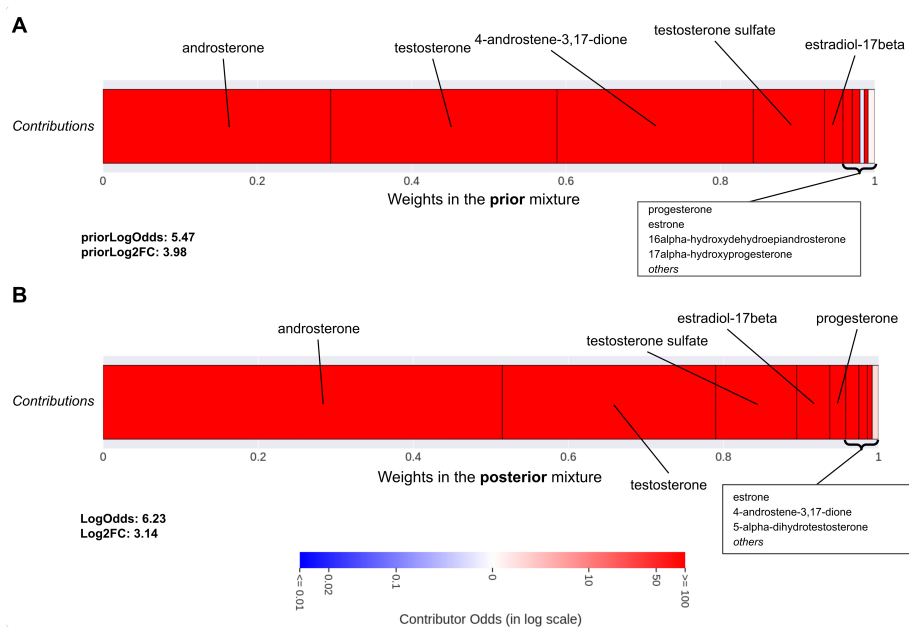 A
androsterone
testosterone
4-androstene-3,17-dione
testosterone sulfate
estradiol-17beta
Contributions
0 0.2 0.4 0.6 0.8 1
Weights in the prior mixture
progesterone
estrone
16alpha-hydroxydehydroepiandrosterone
17alpha-hydroxyprogesterone
others
priorLogOdds: 5.47
priorLog2FC: 3.98
B
androsterone
testosterone sulfate
estradiol-17beta
progesterone
Contributions
0 0.2 0.4 0.6 0.8 1
Weights in the posterior mixture
testosterone
estrone
4-androstene-3,17-dione
5-alpha-dihydrotestosterone
others
LogOdds: 6.23
Log2FC: 3.14
<= 0.01 0.02 0.1 0 10 50 >= 100
Contributor Odds (in log scale)